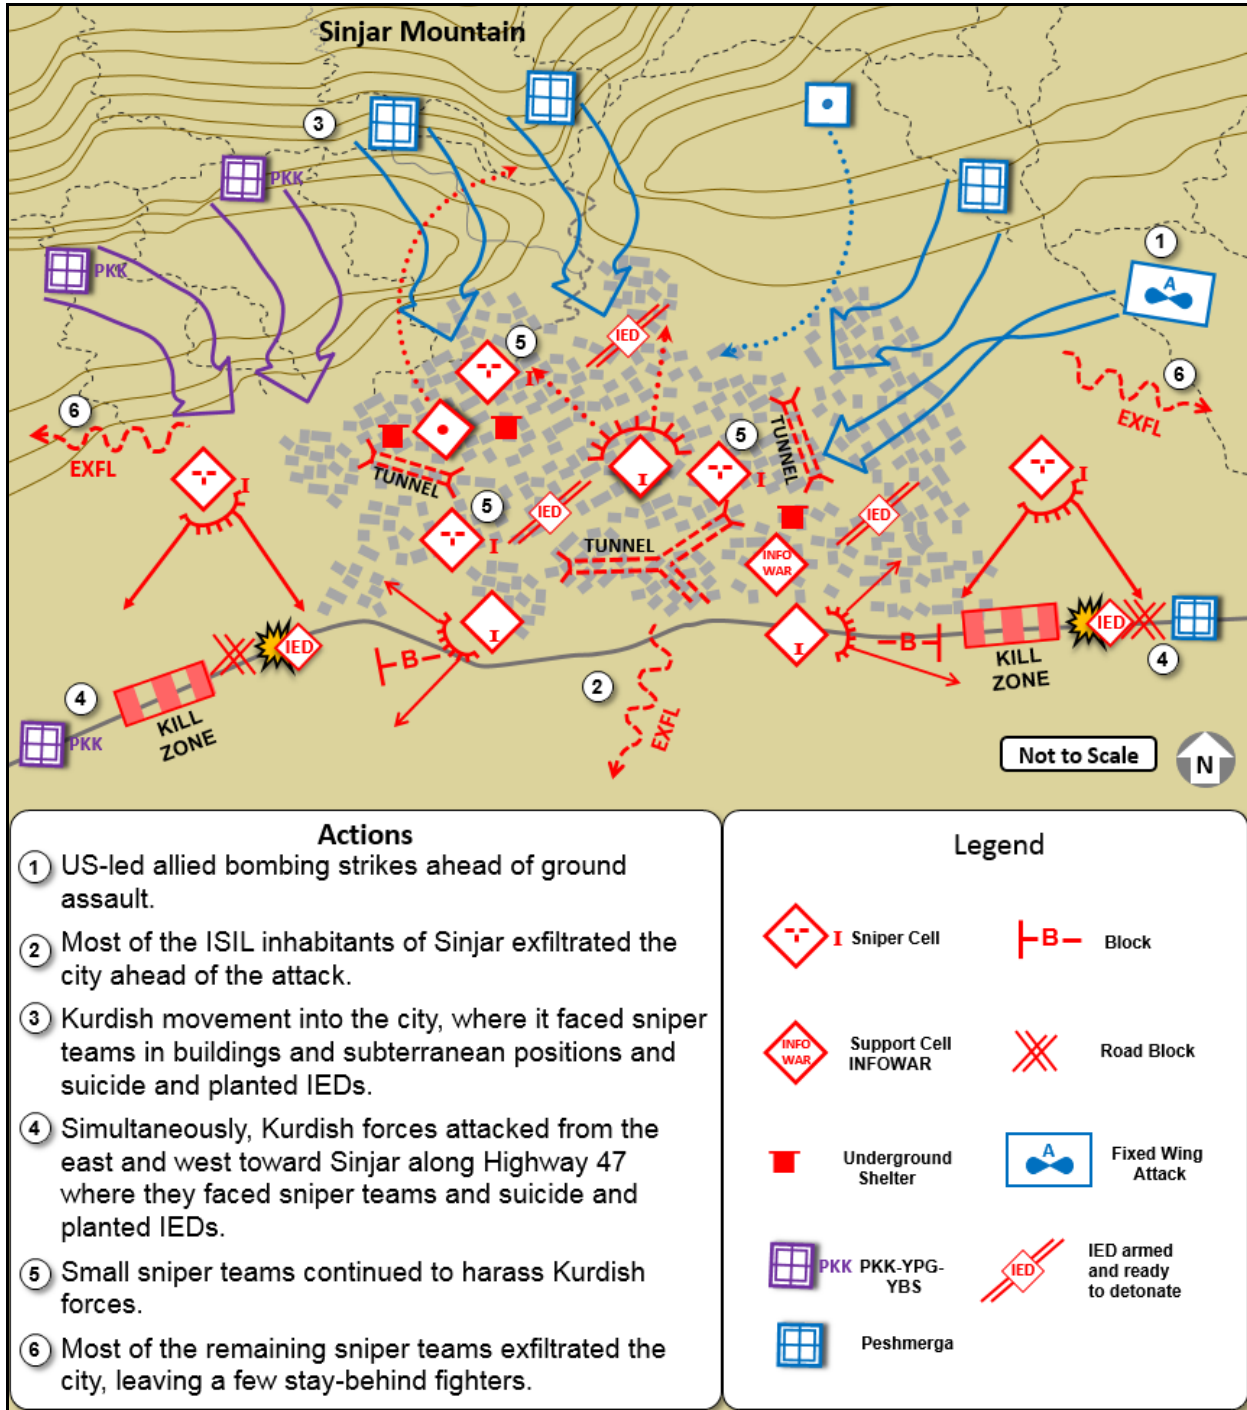 Sinjar Mountain
3
PKK
PKK
1
A
IED
5
6
EXFL
6
EXFL
I
TUNNEL
5
I
TUNNEL
I
I
5
I
IED
IED
TUNNEL
INFO
WAR
I
I
IED
B
B
IED
KILL
ZONE
4
2
EXFL
4
KILL
ZONE
PKK
Not to Scale
N
Actions
1 US-led allied bombing strikes ahead of ground
assault.
2 Most of the ISIL inhabitants of Sinjar exfiltrated the
city ahead of the attack.
3 Kurdish movement into the city, where it faced sniper
teams in buildings and subterranean positions and
suicide and planted IEDs.
4 Simultaneously, Kurdish forces attacked from the
east and west toward Sinjar along Highway 47
where they faced sniper teams and suicide and
planted IEDs.
5 Small sniper teams continued to harass Kurdish
forces.
6 Most of the remaining sniper teams exfiltrated the
city, leaving a few stay-behind fighters.
Legend
I Sniper Cell
B Block
INFO
WAR
Support Cell
INFOWAR
Road Block
Underground
Shelter
A
Fixed Wing
Attack
PKK PKK-YPG-
YBS
IED
IED armed
and ready
to detonate
Peshmerga